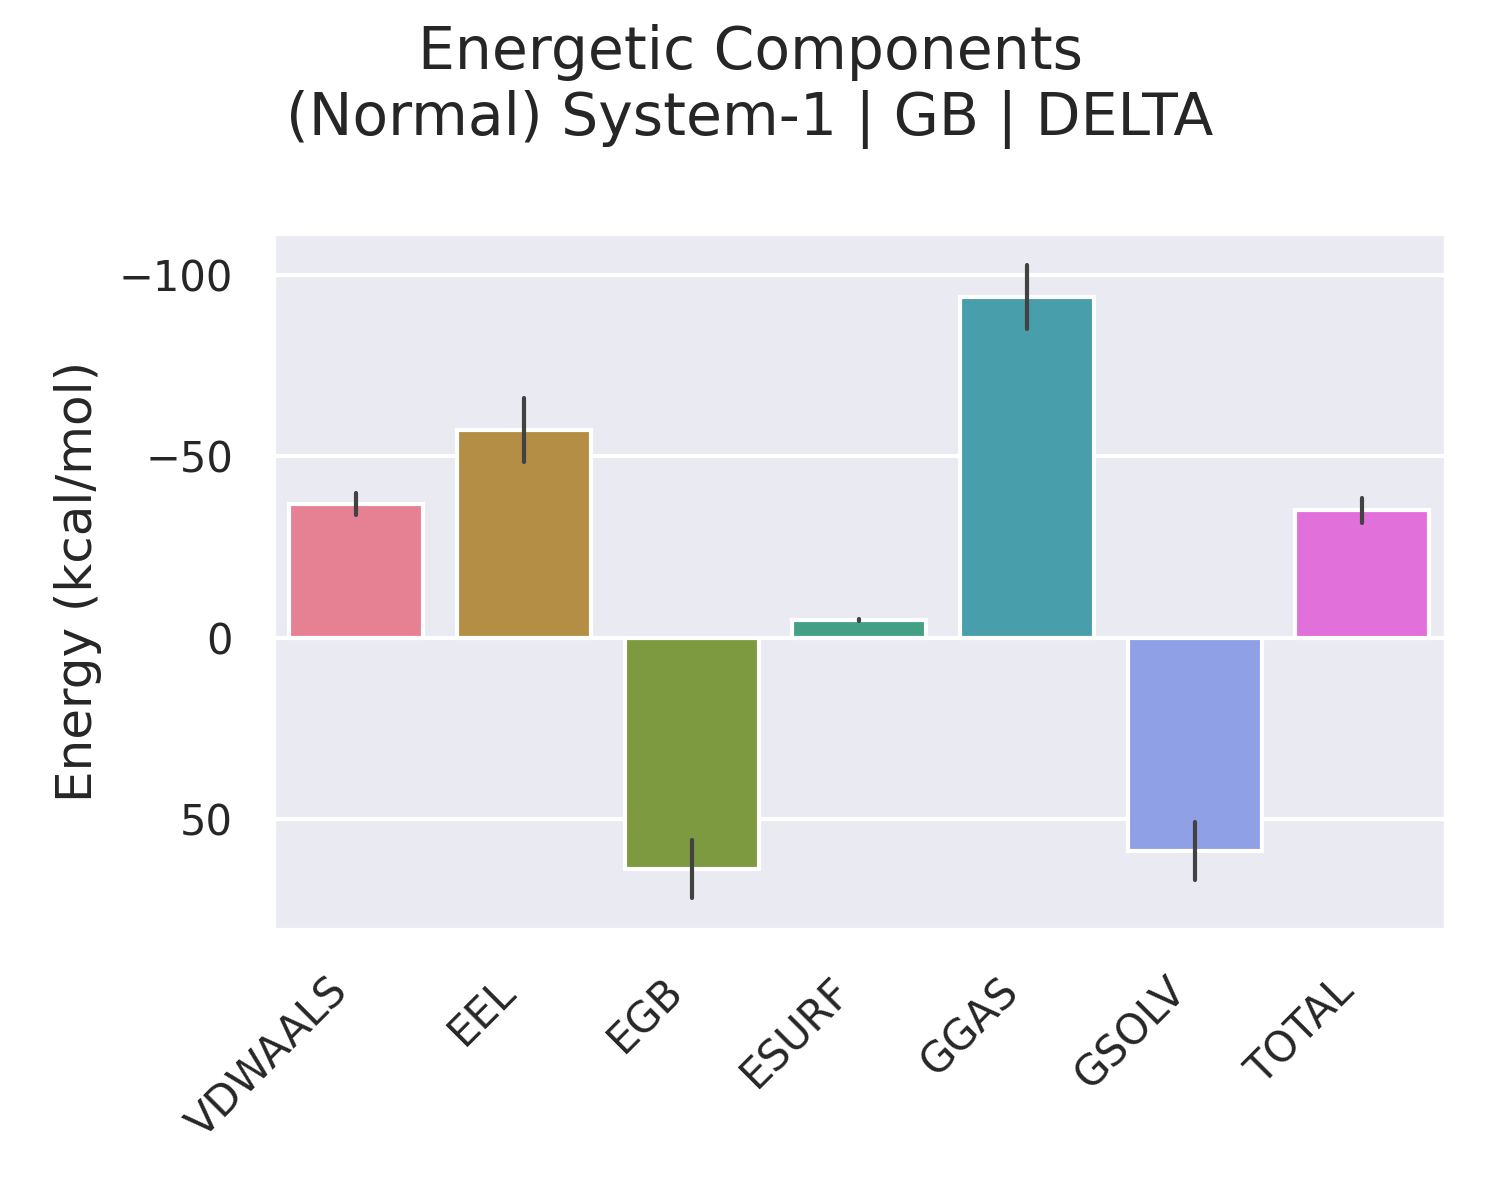 Energetic Components
(Normal) System-1 | GB | DELTA
Energy (kcal/mol)
−100
−50
0
50
VDWAALS
EEL
EGB
ESURF
GGAS
GSOLV
TOTAL